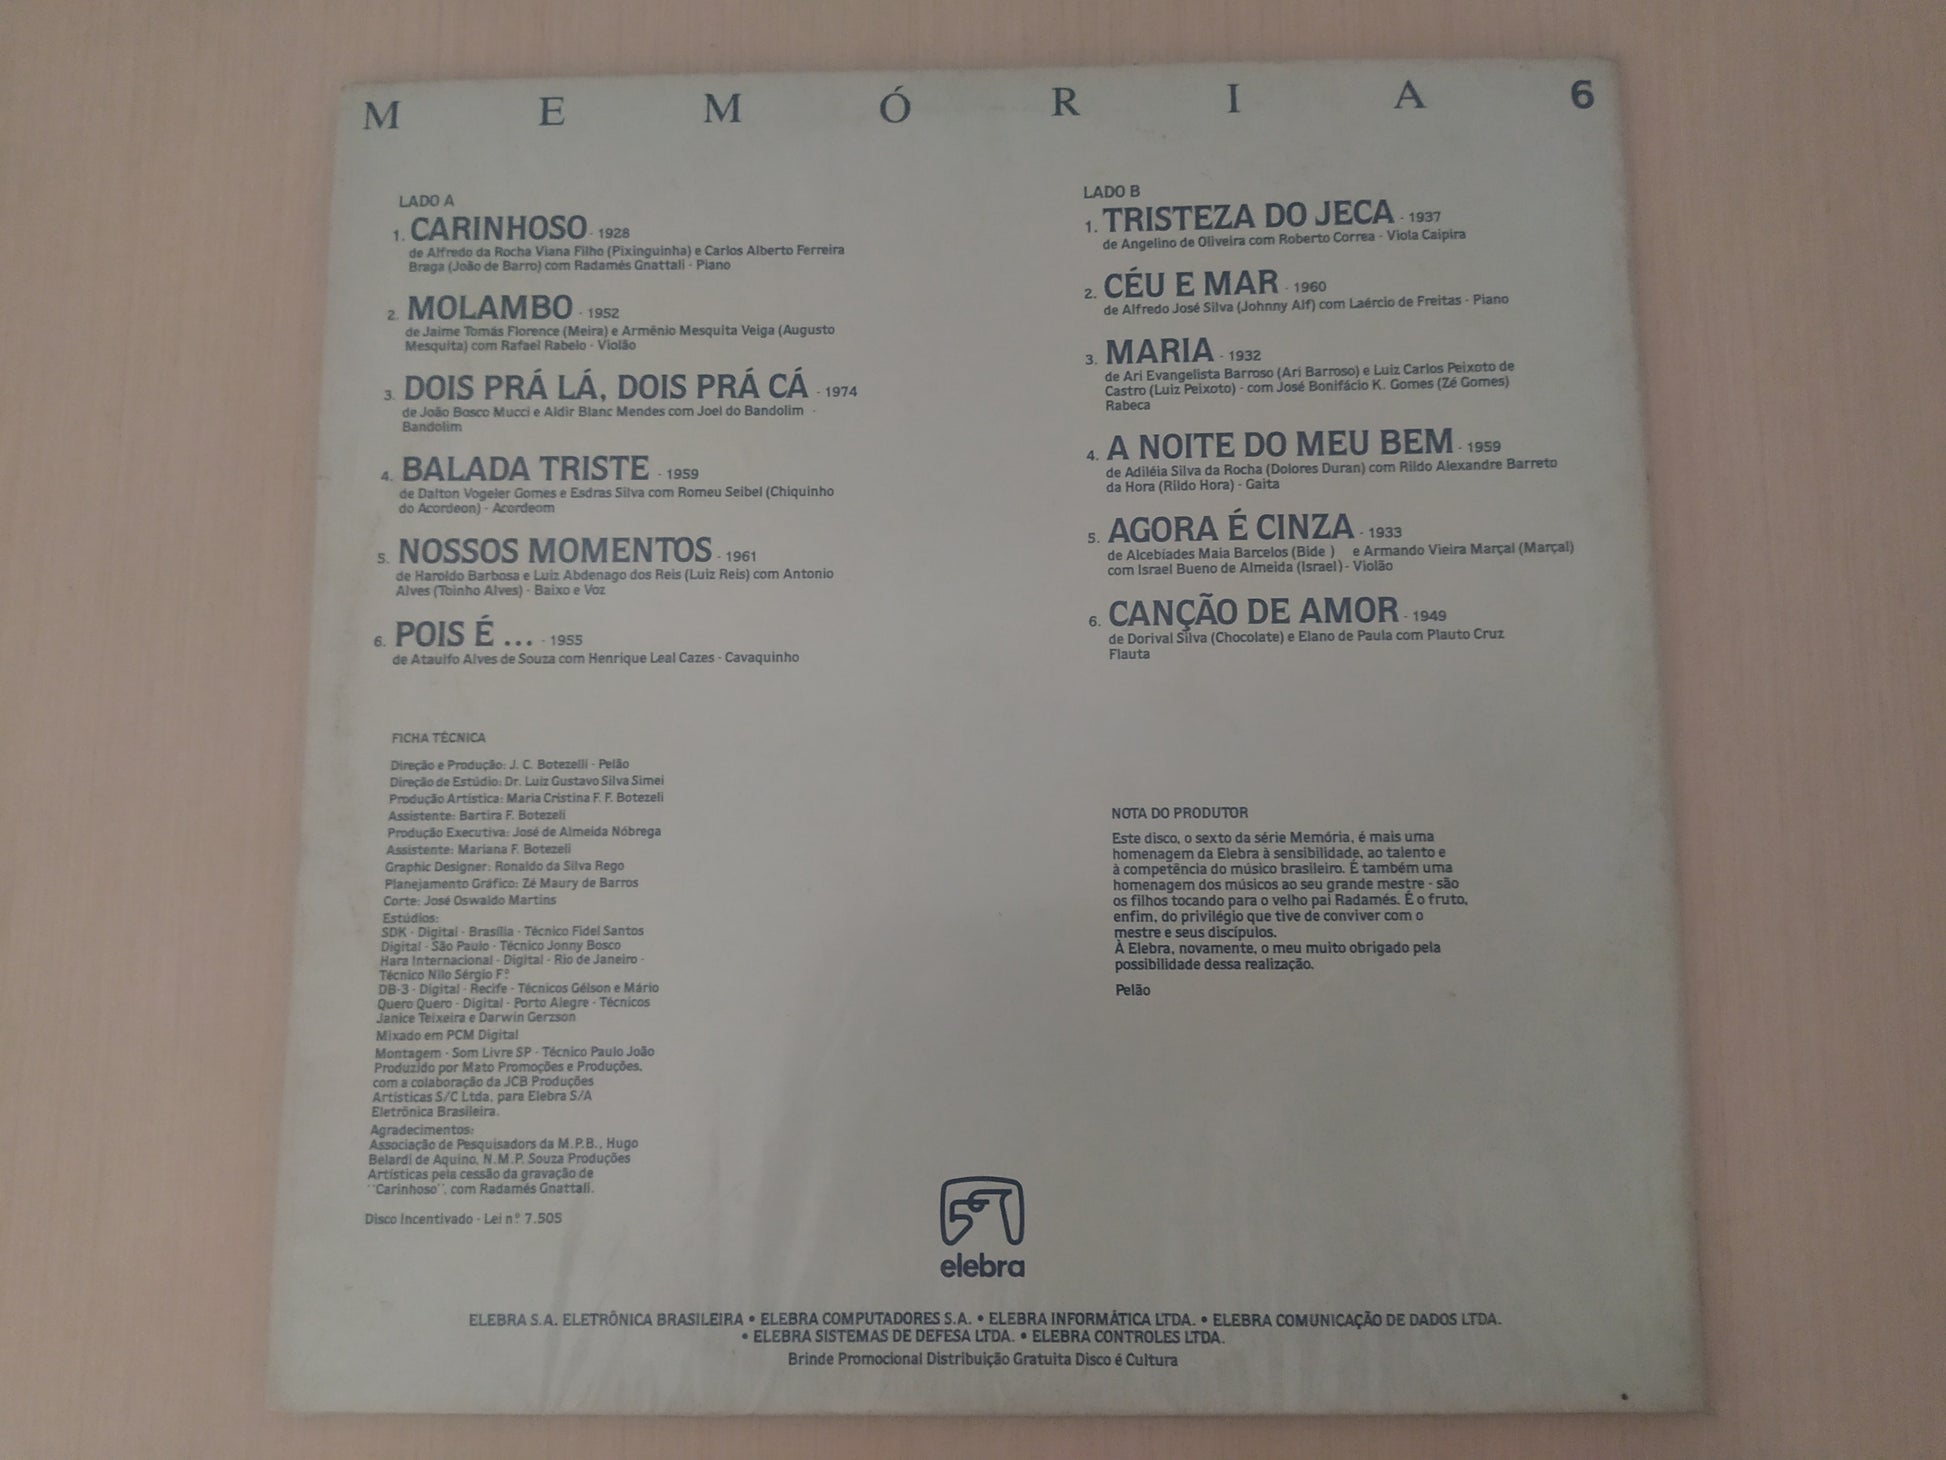 MEMÓRIA 6
LADO A
1. CARINHOSO - 1928
de Alfredo da Rocha Viana Filho (Pixinguinha) e Carlos Alberto Ferreira
Braga (João de Barro) com Radamés Gnattali - Piano
2. MOLAMBO - 1952
de Jaime Tomás Florence (Meira) e Armênio Mesquita Veiga (Augusto
Mesquita) com Rafael Rabelo - Violão
3. DOIS PRÁ LÁ, DOIS PRÁ CÁ - 1974
de João Bosco Mucci e Aldir Blanc Mendes com Joel do Bandolim -
Bandolim
4. BALADA TRISTE - 1959
de Dalton Vogeler Gomes e Esdras Silva com Romeu Seibel (Chiquinho
do Acordeon) - Acordeom
5. NOSSOS MOMENTOS - 1961
de Haroldo Barbosa e Luiz Abdenago dos Reis (Luiz Reis) com Antonio
Alves (Toinho Alves) - Baixo e Voz
6. POIS É ... - 1955
de Ataulfo Alves de Souza com Henrique Leal Cazes - Cavaquinho
LADO B
1. TRISTEZA DO JECA - 1937
de Angelino de Oliveira com Roberto Correa - Viola Caipira
2. CÉU E MAR - 1960
de Alfredo José Silva (Johnny Alf) com Laércio de Freitas - Piano
3. MARIA - 1932
de Ari Evangelista Barroso (Ari Barroso) e Luiz Carlos Peixoto de
Castro (Luiz Peixoto) - com José Bonifácio K. Gomes (Zé Gomes)
Rabeca
4. A NOITE DO MEU BEM - 1959
de Adiléia Silva da Rocha (Dolores Duran) com Rildo Alexandre Barreto
da Hora (Rildo Hora) - Gaita
5. AGORA É CINZA - 1933
de Alcebíades Maia Barcelos (Bide ) e Armando Vieira Marçal (Marçal)
com Israel Bueno de Almeida (Israel) - Violão
6. CANÇÃO DE AMOR - 1949
de Dorival Silva (Chocolate) e Elano de Paula com Plauto Cruz
Flauta
FICHA TÉCNICA
Direção e Produção: J. C. Botezelli - Pelão
Direção de Estúdio: Dr. Luiz Gustavo Silva Simei
Produção Artística: Maria Cristina F. F. Botezeli
Assistente: Bartira F. Botezeli
Produção Executiva: José de Almeida Nóbrega
Assistente: Mariana F. Botezeli
Graphic Designer: Ronaldo da Silva Rego
Planejamento Gráfico: Zé Maury de Barros
Corte: José Oswaldo Martins
Estúdios:
SDK - Digital - Brasília - Técnico Fidel Santos
Digital - São Paulo - Técnico Jonny Bosco
Hara Internacional - Digital - Rio de Janeiro -
Técnico Nilo Sérgio Fº
DB-3 - Digital - Recife - Técnicos Gélson e Mário
Quero Quero - Digital - Porto Alegre - Técnicos
Janice Teixeira e Darwin Gerzson
Mixado em PCM Digital
Montagem - Som Livre SP - Técnico Paulo João
Produzido por Mato Promoções e Produções,
com a colaboração da JCB Produções
Artísticas S/C Ltda. para Elebra S/A
Eletrônica Brasileira.
Agradecimentos:
Associação de Pesquisadors da M.P.B., Hugo
Belardi de Aquino, N.M.P. Souza Produções
Artísticas pela cessão da gravação de
"Carinhoso", com Radamés Gnattali.
Disco Incentivado - Lei n.º 7.505
NOTA DO PRODUTOR
Este disco, o sexto da série Memória, é mais uma
homenagem da Elebra à sensibilidade, ao talento e
à competência do músico brasileiro. É também uma
homenagem dos músicos ao seu grande mestre - são
os filhos tocando para o velho pai Radamés. É o fruto,
enfim, do privilégio que tive de conviver com o
mestre e seus discípulos.
À Elebra, novamente, o meu muito obrigado pela
possibilidade dessa realização.
Pelão
elebra
ELEBRA S.A. ELETRÔNICA BRASILEIRA • ELEBRA COMPUTADORES S.A. • ELEBRA INFORMÁTICA LTDA. • ELEBRA COMUNICAÇÃO DE DADOS LTDA.
• ELEBRA SISTEMAS DE DEFESA LTDA. • ELEBRA CONTROLES LTDA.
Brinde Promocional Distribuição Gratuita Disco é Cultura